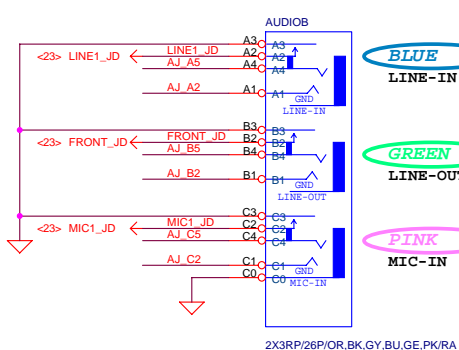 AUDIOB
A3 A3
<23> LINE1_JD LINE1_JD A2 A2
AJ_A5 A4 A4
AJ_A2 A1 A1
GND
LINE-IN
BLUE
LINE-IN
B3 B3
<23> FRONT_JD FRONT_JD B2 B2
AJ_B5 B4 B4
AJ_B2 B1 B1
GND
LINE-OUT
GREEN
LINE-OUT
C3 C3
<23> MIC1_JD MIC1_JD C2 C2
AJ_C5 C4 C4
AJ_C2 C1 C1
GND
C0 C0
MIC-IN
PINK
MIC-IN
2X3RP/26P/OR,BK,GY,BU,GE,PK/RA